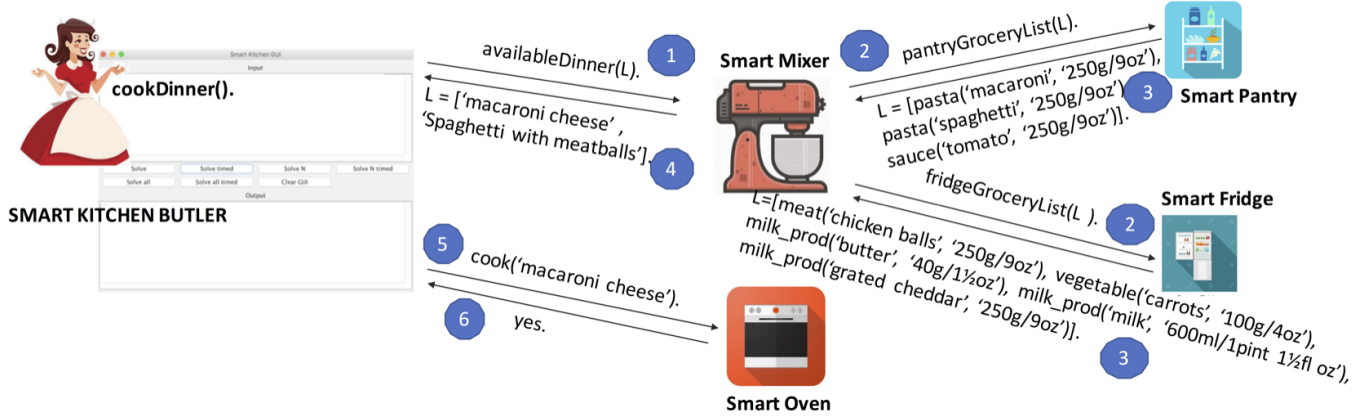 Smart Kitchen GUI
Input
cookDinner().
Solve
Solve timed
Solve N
Solve N timed
Solve all
Solve all timed
Clear GUI
Output
SMART KITCHEN BUTLER
availableDinner(L).
1
L = ['macaroni cheese' ,
'Spaghetti with meatballs'].
4
5
cook('macaroni cheese').
6
yes.
Smart Mixer
Smart Oven
2
pantryGroceryList(L).
L = [pasta('macaroni', '250g/9oz'),
pasta('spaghetti', '250g/9oz')
sauce('tomato', '250g/9oz')].
3
Smart Pantry
fridgeGroceryList(L ).
2
Smart Fridge
L=[meat('chicken balls', '250g/9oz'), vegetable('carrots', '100g/4oz'),
milk_prod('butter', '40g/1½oz'), milk_prod('milk', '600ml/1pint 1½fl oz'),
milk_prod('grated cheddar', '250g/9oz')].
3